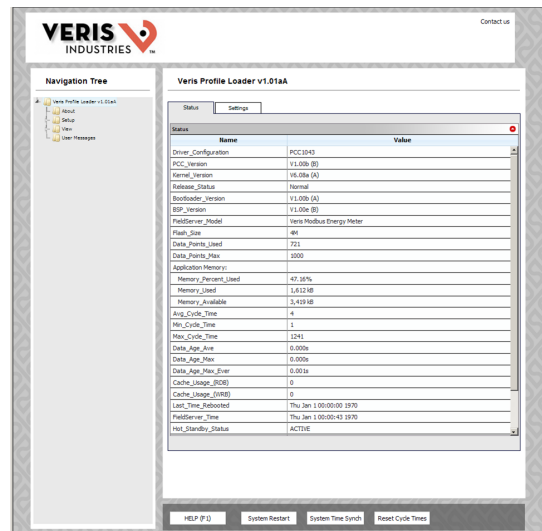 Contact us
VERIS
INDUSTRIES ™
Navigation Tree
Veris Profile Loader v1.01aA
About
Setup
View
User Messages
Veris Profile Loader v1.01aA
Status Settings
Status
Name Value
Driver_Configuration PCC1043
PCC_Version V1.00b (B)
Kernel_Version V6.08a (A)
Release_Status Normal
Bootloader_Version V1.00b (A)
BSP_Version V1.00e (B)
FieldServer_Model Veris Modbus Energy Meter
Flash_Size 4M
Data_Points_Used 721
Data_Points_Max 1000
Application Memory:
Memory_Percent_Used 47.16%
Memory_Used 1,612 kB
Memory_Available 3,419 kB
Avg_Cycle_Time 4
Min_Cycle_Time 1
Max_Cycle_Time 1241
Data_Age_Ave 0.000s
Data_Age_Max 0.000s
Data_Age_Max_Ever 0.001s
Cache_Usage_(RDB) 0
Cache_Usage_(WRB) 0
Last_Time_Rebooted Thu Jan 1 00:00:00 1970
FieldServer_Time Thu Jan 1 00:00:43 1970
Hot_Standby_Status ACTIVE
HELP (F1) System Restart System Time Synch Reset Cycle Times